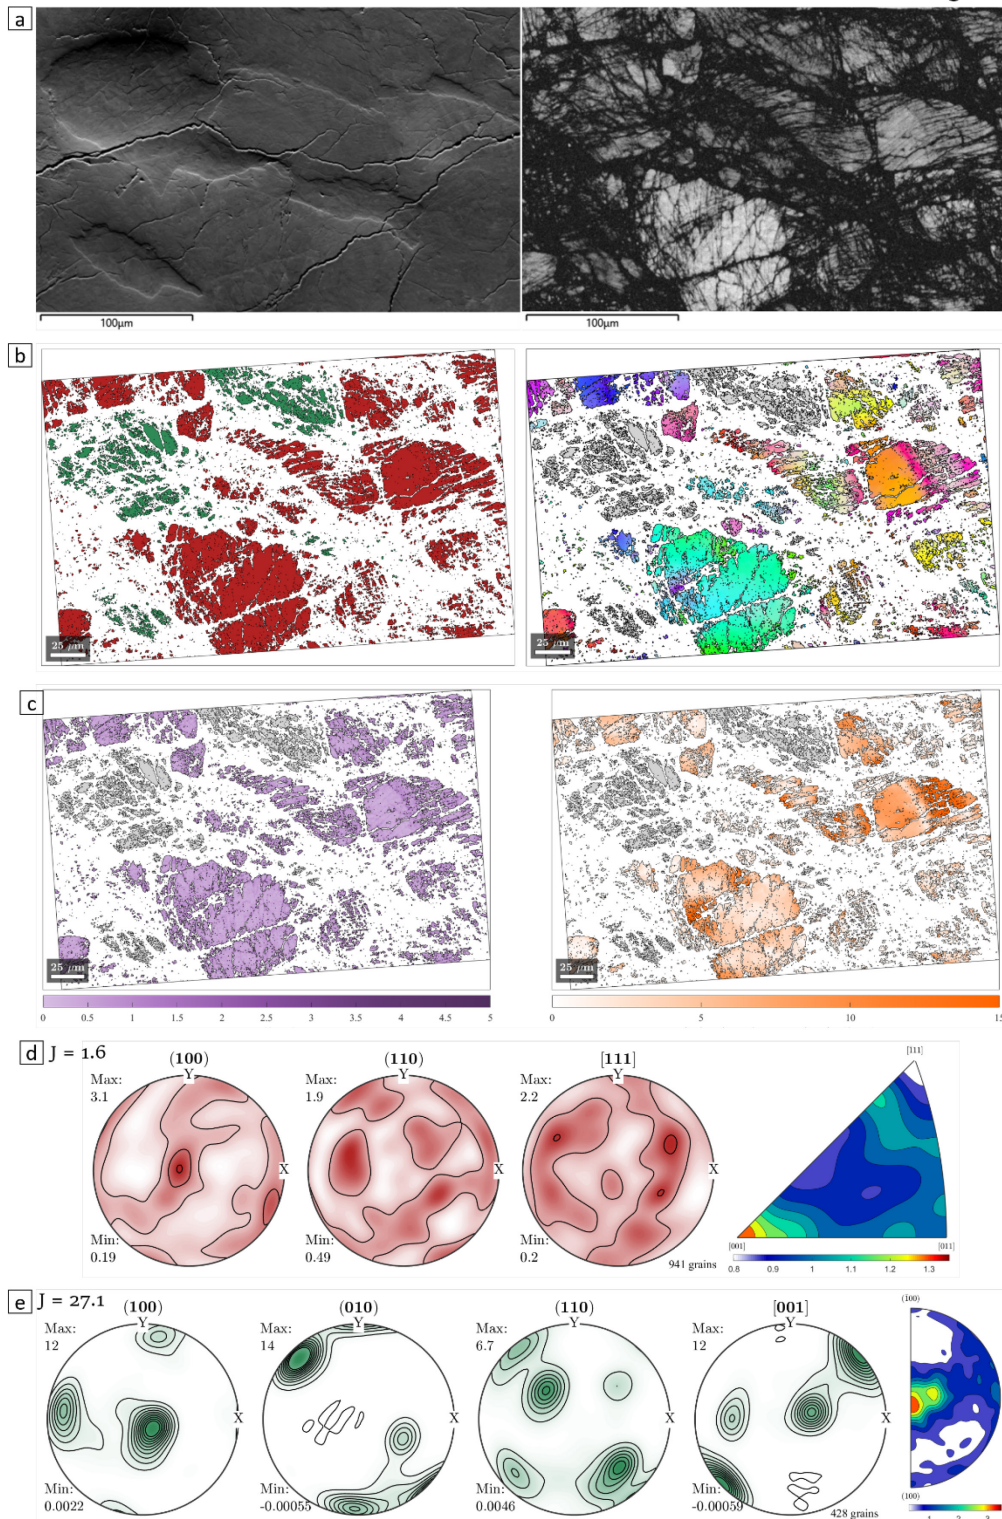 a
100μm
100μm
b
25 μm
25 μm
c
25 μm
25 μm
0 0.5 1 1.5 2 2.5 3 3.5 4 4.5 5
0 5 10 15
d J = 1.6
(100) (110) [111]
Max: 3.1
Y
X
Min: 0.19
Max: 1.9
Y
X
Min: 0.49
Max: 2.2
Y
X
Min: 0.2
941 grains
[111]
[001] [011]
0.8 0.9 1 1.1 1.2 1.3
e J = 27.1
(100) (010) (110) [001]
Max: 12
Y
X
Min: 0.0022
Max: 14
Y
X
Min: -0.00055
Max: 6.7
Y
X
Min: 0.0046
Max: 12
Y
X
Min: -0.00059
428 grains
(100)
1 2 3